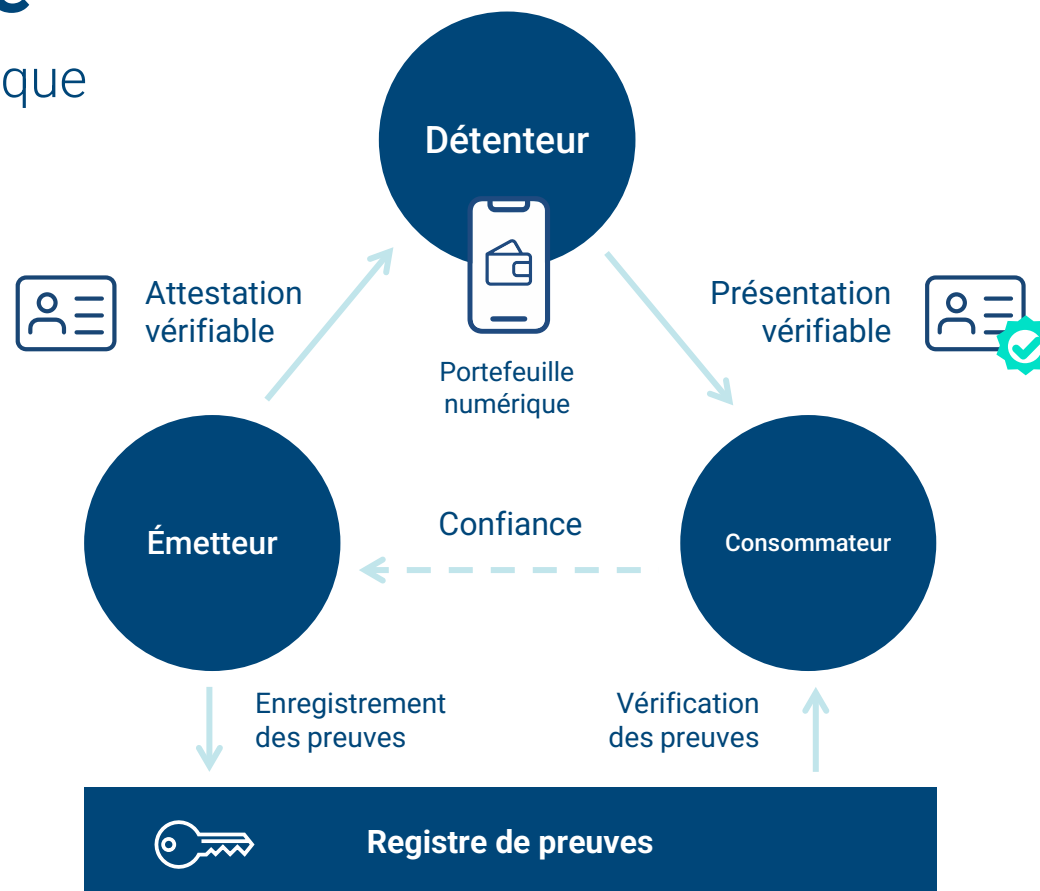 que
Détenteur
Attestation
vérifiable
Présentation
vérifiable
Portefeuille
numérique
Confiance
Émetteur
Consommateur
Enregistrement
des preuves
Vérification
des preuves
Registre de preuves